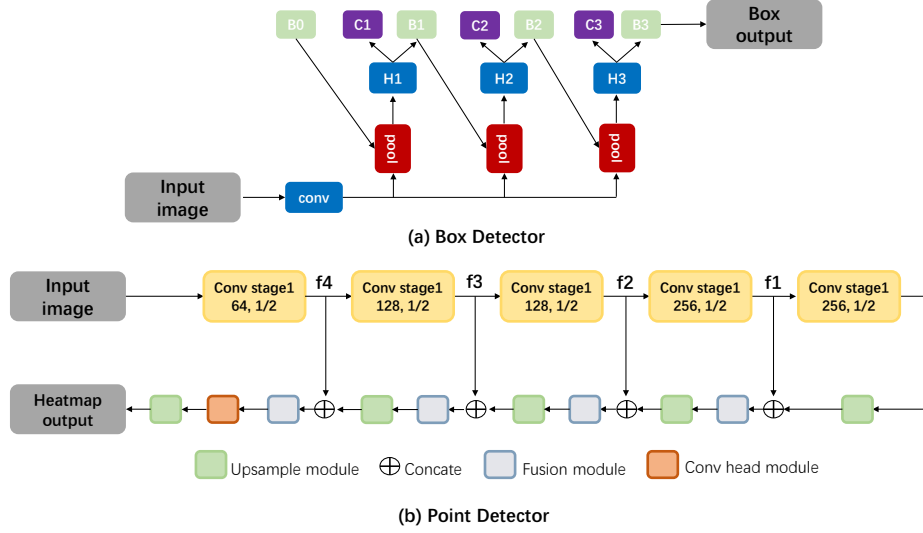 B0
C1
B1
C2
B2
C3
B3
Box
output
H1
H2
H3
pool
pool
pool
Input
image
conv
(a) Box Detector
Input
image
Conv stage1
64, 1/2
f4
Conv stage1
128, 1/2
f3
Conv stage1
128, 1/2
f2
Conv stage1
256, 1/2
f1
Conv stage1
256, 1/2
Heatmap
output
Upsample module
Concate
Fusion module
Conv head module
(b) Point Detector